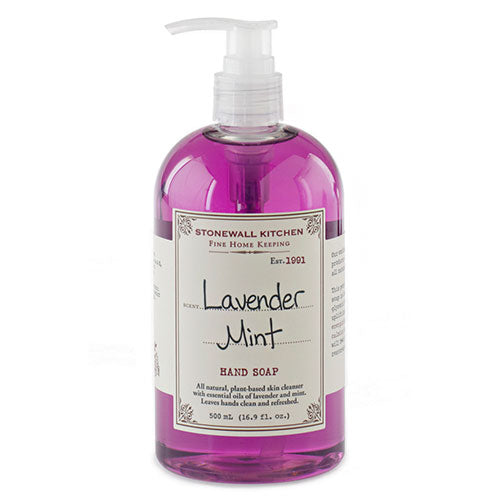 STONEWALL KITCHEN
FINE HOME KEEPING
EST. 1991
SCENT Lavender
Mint
HAND SOAP
All natural, plant-based skin cleanser
with essential oils of lavender and mint.
Leaves hands clean and refreshed.
500 mL (16.9 fl. oz.)